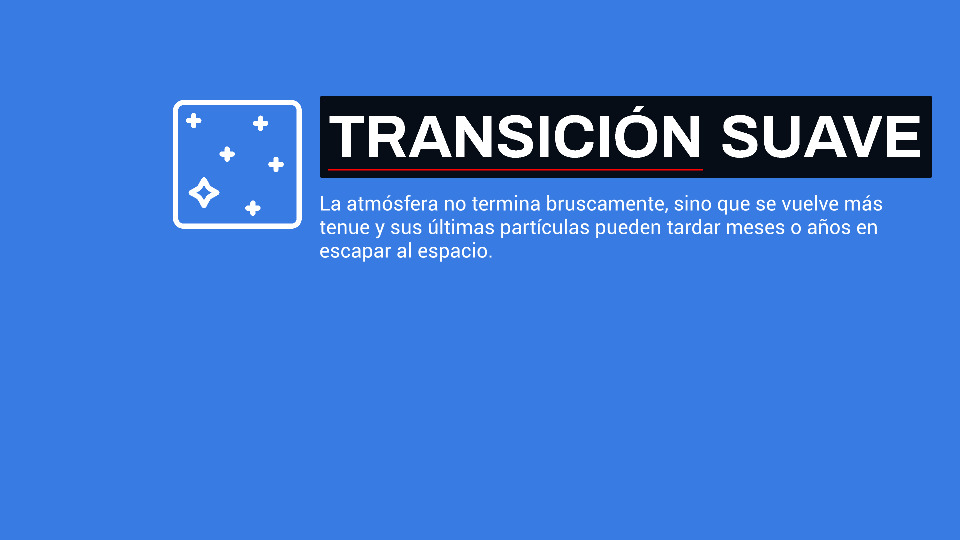 TRANSICIÓN SUAVE
La atmósfera no termina bruscamente, sino que se vuelve más
tenue y sus últimas partículas pueden tardar meses o años en
escapar al espacio.